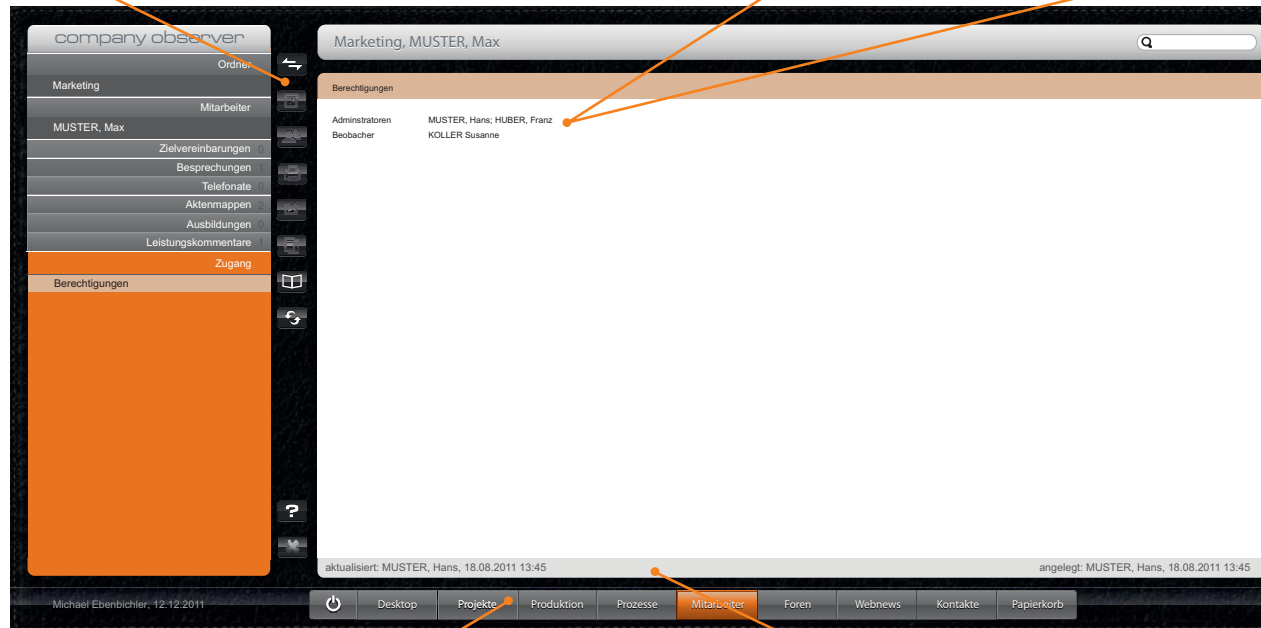 company observer
Ordner
Marketing
Mitarbeiter
MUSTER, Max
Zielvereinbarungen 0
Besprechungen 1
Telefonate 0
Aktenmappen 2
Ausbildungen 0
Leistungskommentare 1
Zugang
Berechtigungen
Marketing, MUSTER, Max
Berechtigungen
Adminstratoren MUSTER, Hans; HUBER, Franz
Beobacher KOLLER Susanne
?
aktualisiert: MUSTER, Hans, 18.08.2011 13:45 angelegt: MUSTER, Hans, 18.08.2011 13:45
Michael Ebenbichler, 12.12.2011 Desktop Projekte Produktion Prozesse Mitarbeiter Foren Webnews Kontakte Papierkorb